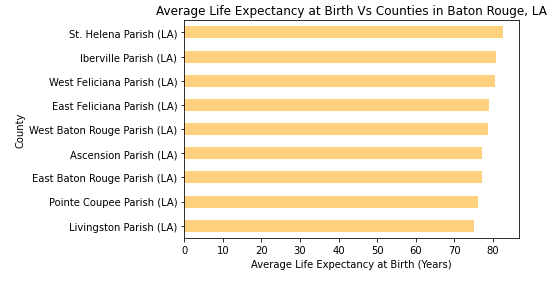 Average Life Expectancy at Birth Vs Counties in Baton Rouge, LA
County
St. Helena Parish (LA)
Iberville Parish (LA)
West Feliciana Parish (LA)
East Feliciana Parish (LA)
West Baton Rouge Parish (LA)
Ascension Parish (LA)
East Baton Rouge Parish (LA)
Pointe Coupee Parish (LA)
Livingston Parish (LA)
0 10 20 30 40 50 60 70 80
Average Life Expectancy at Birth (Years)